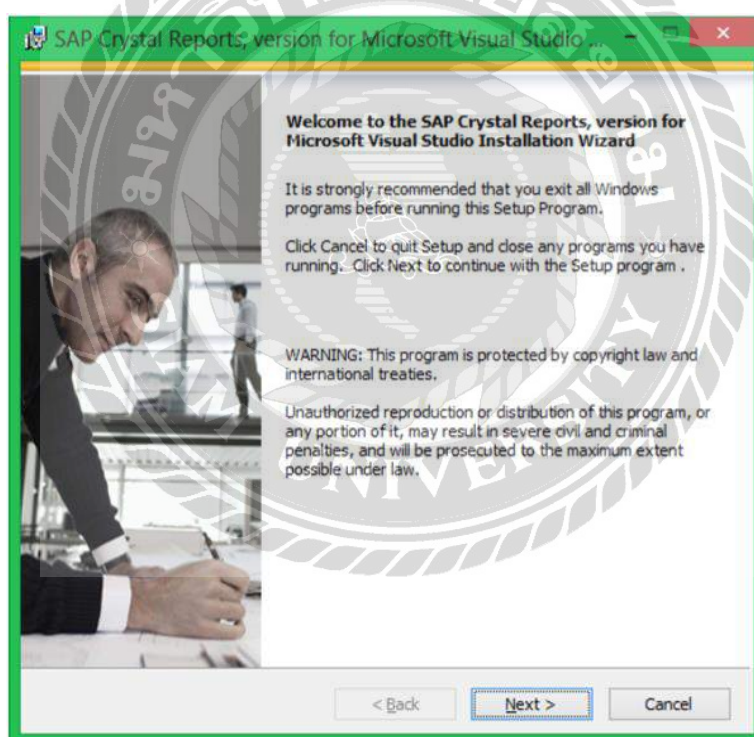 SAP Crystal Reports, version for Microsoft Visual Studio ...
Welcome to the SAP Crystal Reports, version for
Microsoft Visual Studio Installation Wizard
It is strongly recommended that you exit all Windows
programs before running this Setup Program.
Click Cancel to quit Setup and close any programs you have
running. Click Next to continue with the Setup program .
WARNING: This program is protected by copyright law and
international treaties.
Unauthorized reproduction or distribution of this program, or
any portion of it, may result in severe civil and criminal
penalties, and will be prosecuted to the maximum extent
possible under law.
< Back
Next >
Cancel
UNIVERSITY